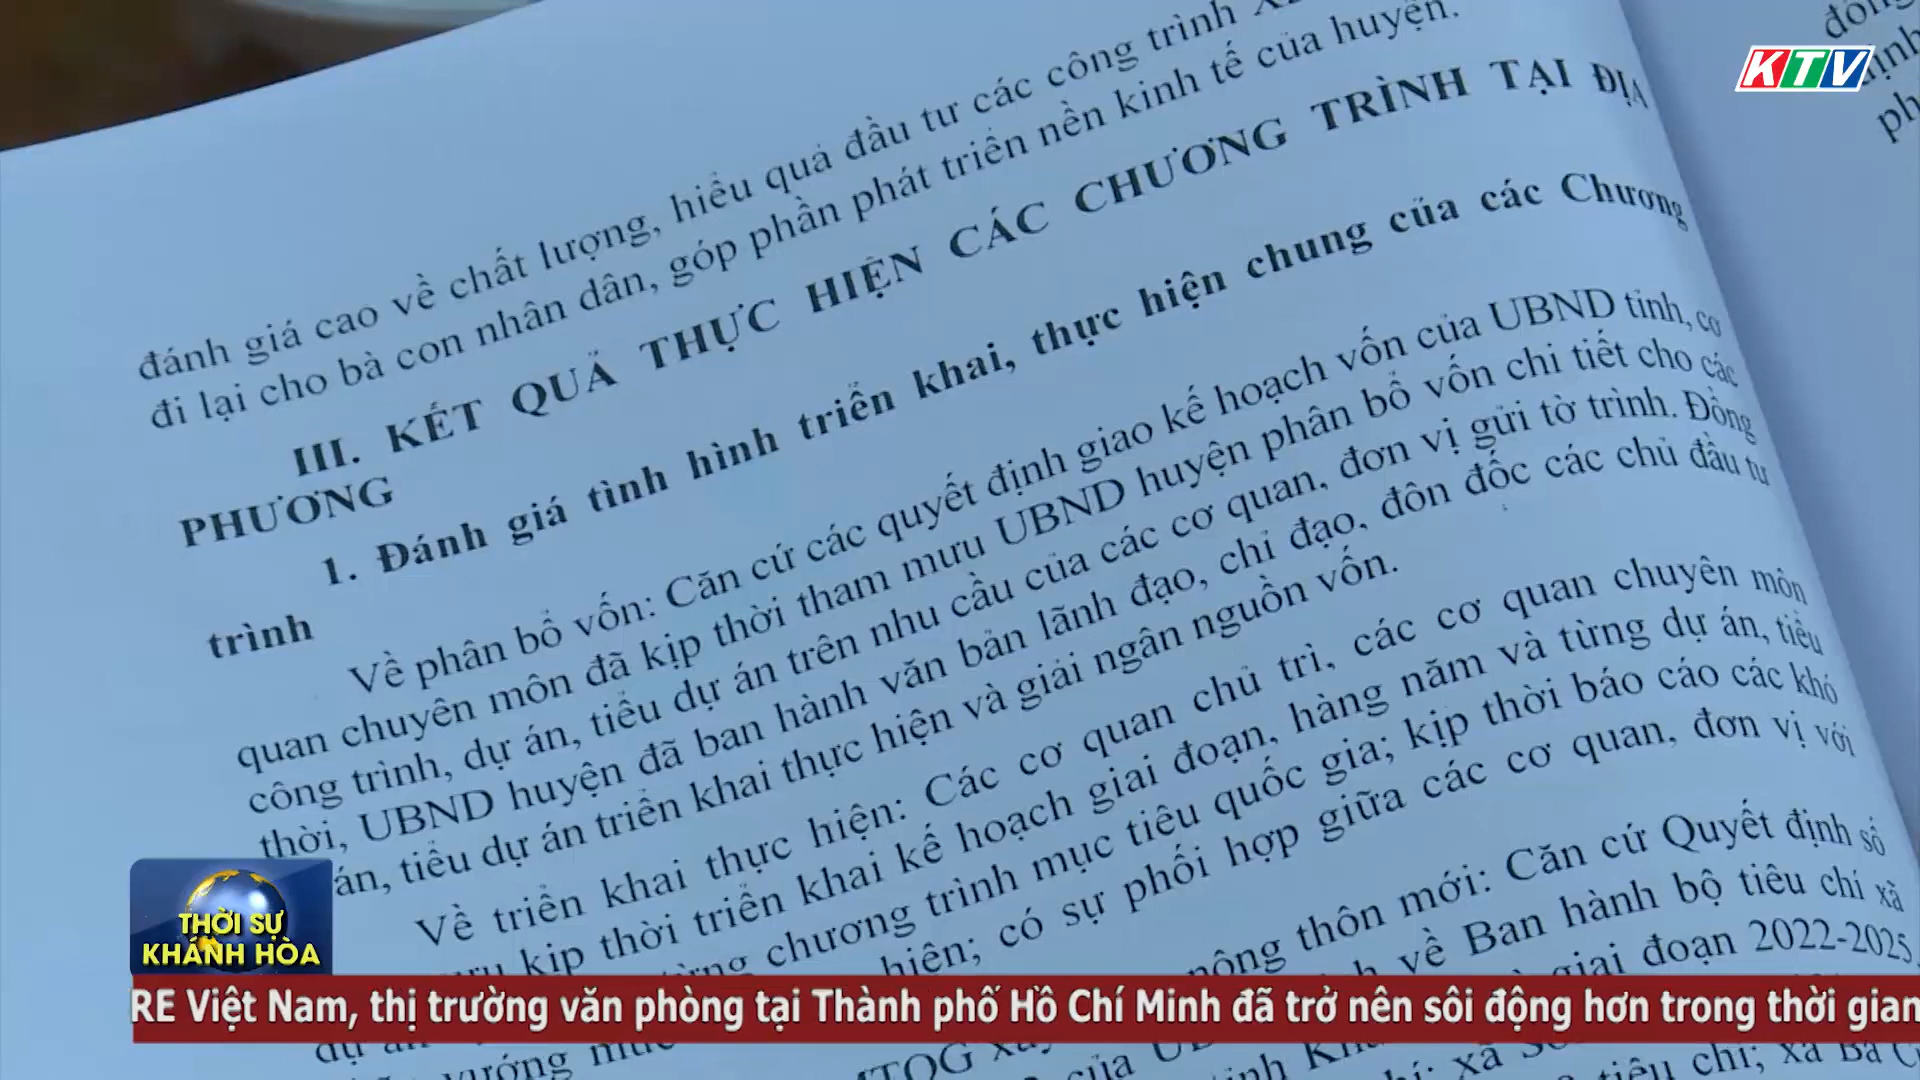 đánh giá cao về chất lượng, hiểu quả đầu tư các công trình
đi lại cho bà con nhân dân, góp phần phát triển nền kinh tế của huyện.
III. KẾT QUẢ THỰC HIỆN CÁC CHƯƠNG TRÌNH TẠI ĐỊA
PHƯƠNG
1. Đánh giá tình hình triển khai, thực hiện chung của các Chương
trình
Về phân bổ vốn: Căn cứ các quyết định giao kế hoạch vốn của UBND tỉnh, cơ
quan chuyên môn đã kịp thời tham mưu UBND huyện phân bổ vốn chi tiết cho các
công trình, dự án, tiểu dự án trên nhu cầu của các cơ quan, đơn vị gửi tờ trình. Đồng
thời, UBND huyện đã ban hành văn bản lãnh đạo, chỉ đạo, đôn đốc các chủ đầu tư
án, tiểu dự án triển khai thực hiện và giải ngân nguồn vốn.
Về triển khai thực hiện: Các cơ quan chủ trì, các cơ quan chuyên môn
kịp thời triển khai kế hoạch giai đoạn, hàng năm và từng dự án, tiểu
chương trình mục tiêu quốc gia; kịp thời báo cáo các khó
hiện; có sự phối hợp giữa các cơ quan, đơn vị với
nông thôn mới: Căn cứ Quyết định số
về Ban hành bộ tiêu chí xã
giai đoạn 2022-2025
của
tiêu chí; xã
KTV
THỜI SỰ
KHÁNH HÒA
RE Việt Nam, thị trường văn phòng tại Thành phố Hồ Chí Minh đã trở nên sôi động hơn trong thời gian